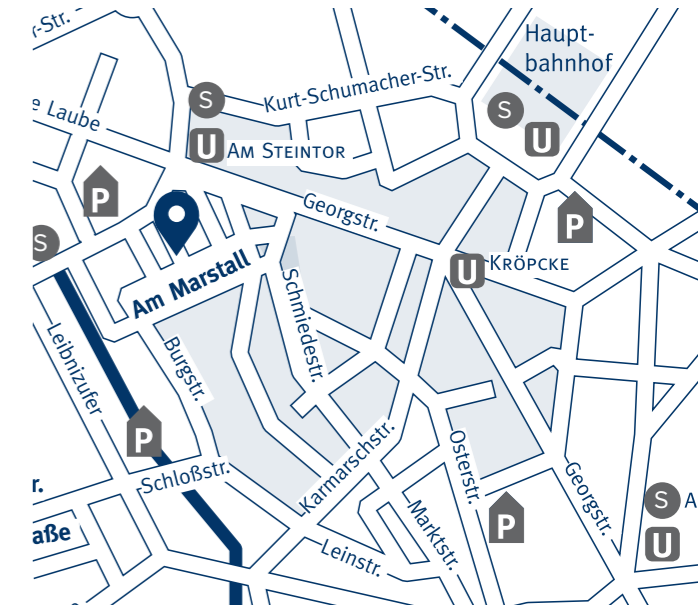 r-Str.
Haupt-
bahnhof
Kurt-Schumacher-Str.
S
S
e Laube
U
AM STEINTOR
U
P
Georgstr.
P
S
U
KRÖPCKE
Am Marstall
Schmiedestr.
Leibnizufer
Burgstr.
P
Karmarschstr.
Osterstr.
Schloßstr.
Georgstr.
r.
S
A
P
Marktstr.
aße
U
Leinstr.